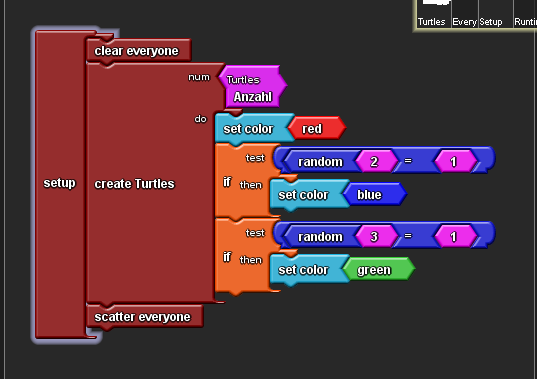 Turtles Every Setup Runtin
clear everyone
num Turtles
Anzahl
do
set color red
test random 2 = 1
if then
set color blue
setup create Turtles
test random 3 = 1
if then
set color green
scatter everyone